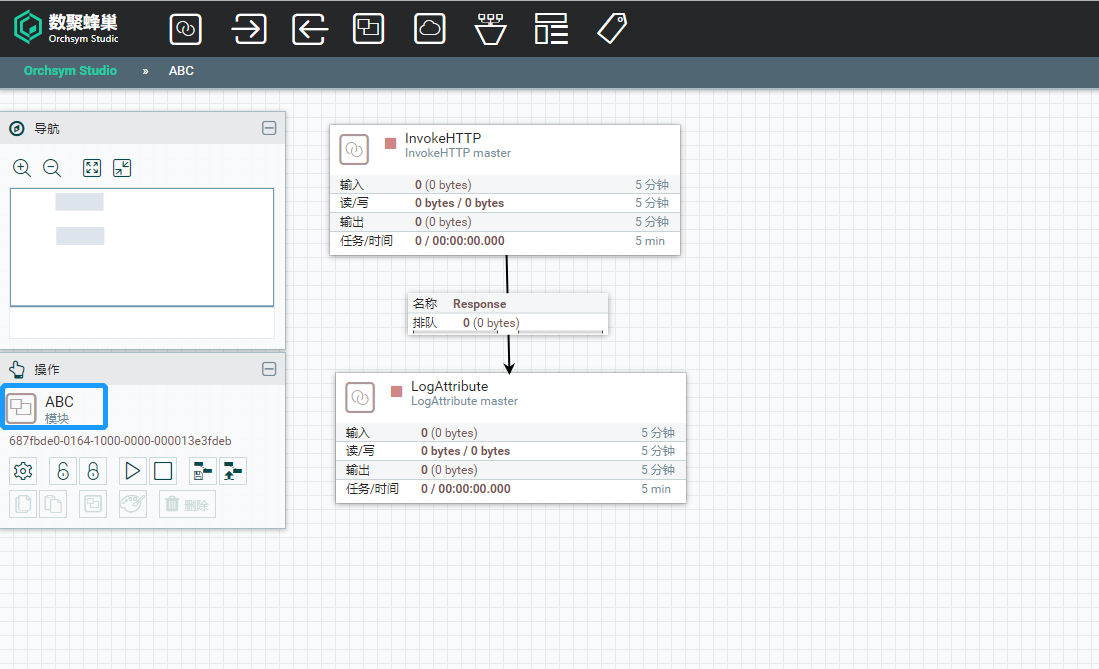 数聚蜂巢
Orchsym Studio
Orchsym Studio » ABC
导航
操作
ABC
模块
687fbde0-0164-1000-0000-000013e3fdeb
删除
InvokeHTTP
InvokeHTTP master
输入 0 (0 bytes) 5 分钟
读/写 0 bytes / 0 bytes 5 分钟
输出 0 (0 bytes) 5 分钟
任务/时间 0 / 00:00:00.000 5 min
名称 Response
排队 0 (0 bytes)
LogAttribute
LogAttribute master
输入 0 (0 bytes) 5 分钟
读/写 0 bytes / 0 bytes 5 分钟
输出 0 (0 bytes) 5 分钟
任务/时间 0 / 00:00:00.000 5 min